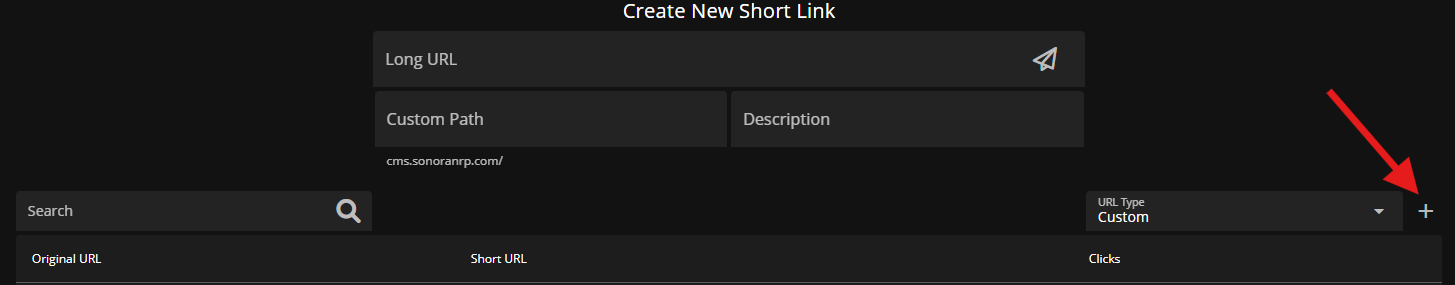 Create New Short Link
Long URL
Custom Path
Description
cms.sonoranrp.com/
Search
URL Type
Custom
Original URL
Short URL
Clicks